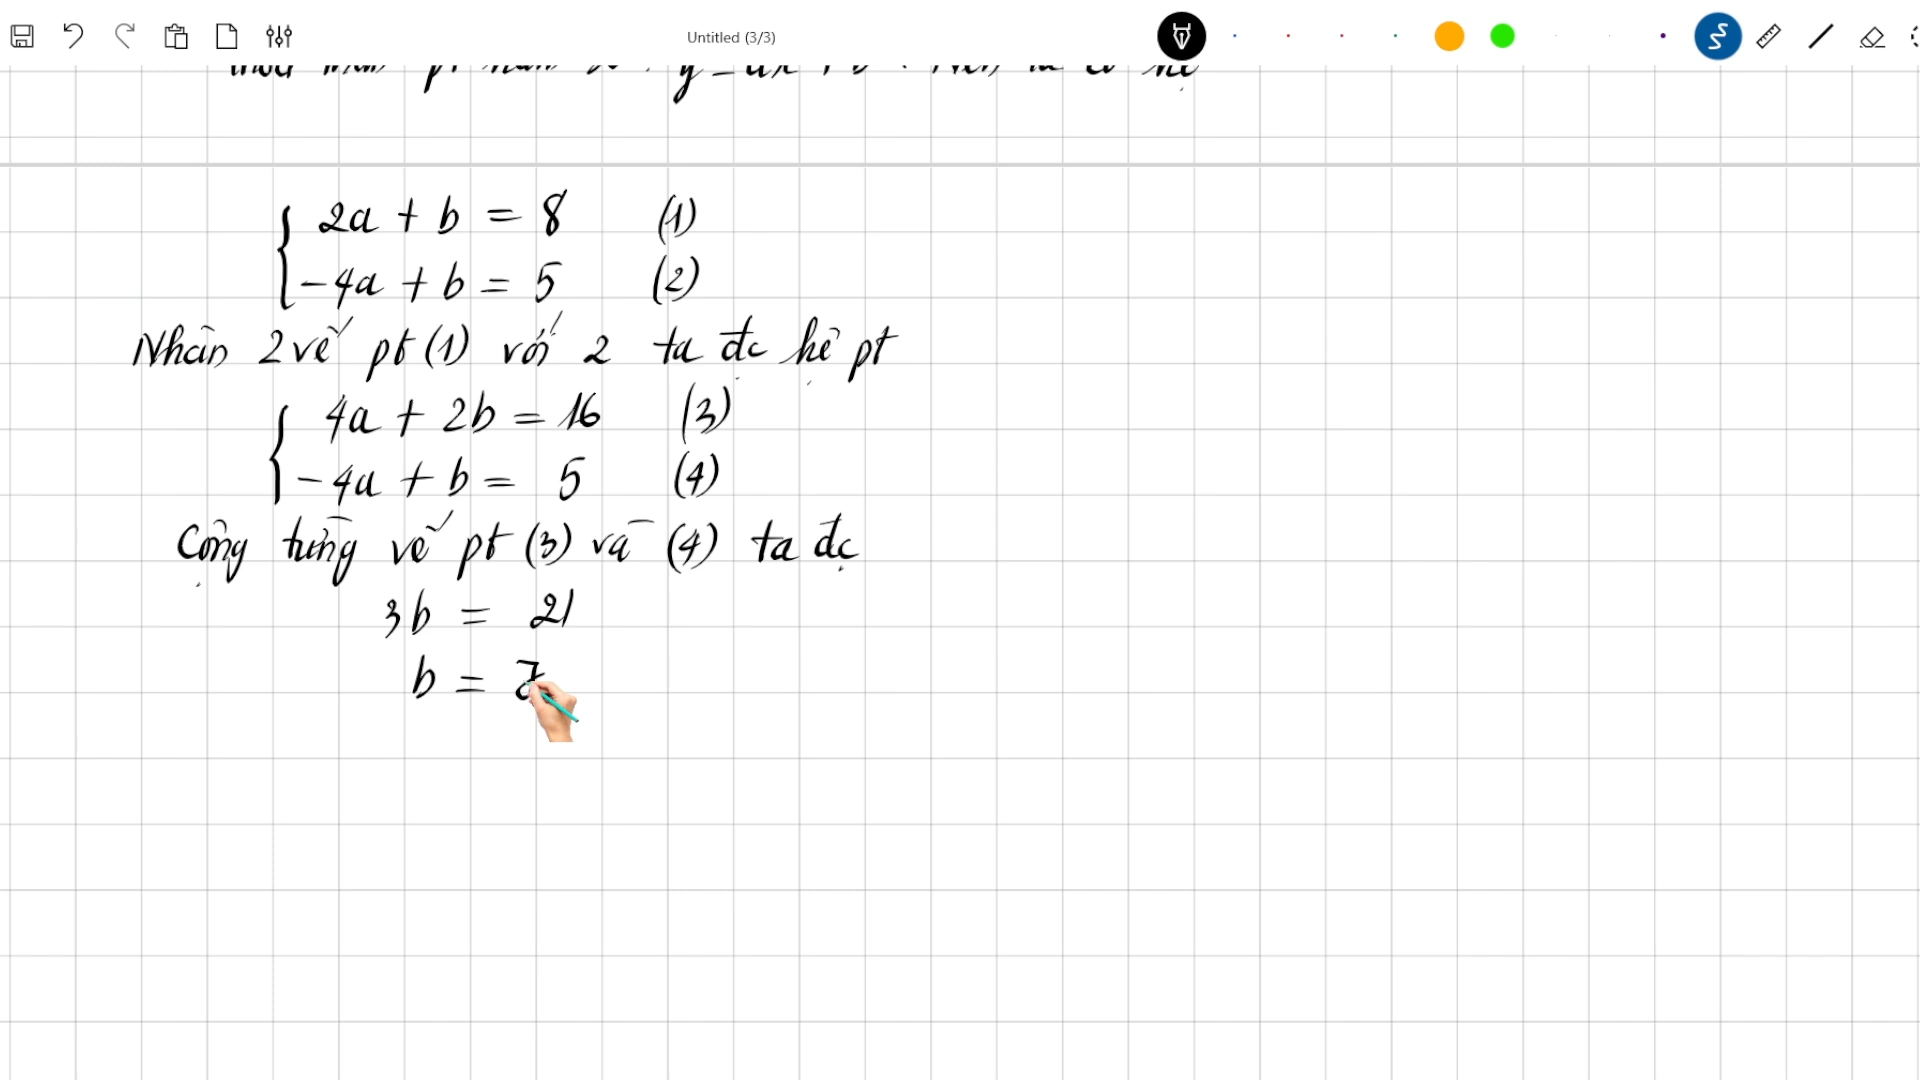 Untitled (3/3)
y = ax + b
2a + b = 8 (1)
-4a + b = 5 (2)
Nhân 2 vế pt (1) với 2 ta đc hệ pt
4a + 2b = 16 (3)
-4a + b = 5 (4)
Cộng từng vế pt (3) và (4) ta đc
3b = 21
b = 7